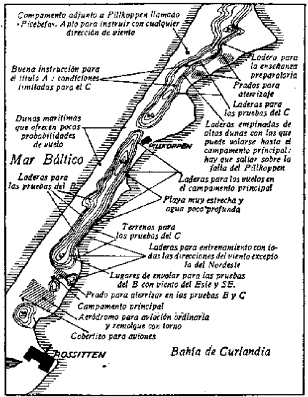 Campamento adjunto a Pillkoppen llamado
«Picebefa». Apto para instruir con cualquier
dirección de viento
Buena instrucción para el
título A : condiciones
limitadas para el C
Dunas marítimas
que ofrecen pocas
probabilidades
de vuelo
Mar Báltico
Laderas para
las pruebas del B
Ladera para
la enseñanza
preparatoria
Prados para
aterrizaje
Laderas para
las pruebas del C
Laderas empinadas de
altas dunas con las que
puede volarse hasta el
campamento principal:
hay que saltar sobre la
falla del Pillkoppen
PILLKOPPEN
Laderas para los vuelos en
el campamento principal
Playa muy estrecha y
agua poco profunda
Terrenos para
las pruebas del C
Laderas para entrenamiento con to-
das las direcciones del viento excepto
la del Nordeste
Lugares de envolar para las pruebas
del B con viento del Este y SE.
Prado para aterrizar en las pruebas B y C
Campamento principal
Aeródromo para aviación ordinaria
y remolque con torno
Cobertizo para aviones
ROSSITTEN
Bahía de Curlandia